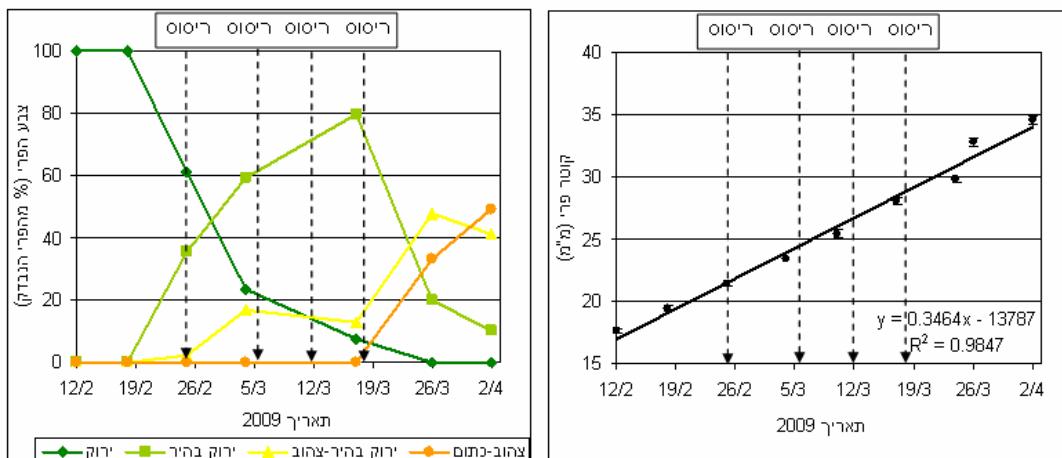 ריסוס ריסוס ריסוס ריסוס
צבע הפרי (% מהפרי הנבדק)
100
80
60
40
20
0
12/2 19/2 26/2 5/3 12/3 19/3 26/3 2/4
תאריך 2009
ירוק ירוק בהיר ירוק בהיר-צהוב צהוב-כתום
ריסוס ריסוס ריסוס ריסוס
קוטר פרי (מ"מ)
40
35
30
25
20
15
y = 0.3464x - 13787
R² = 0.9847
12/2 19/2 26/2 5/3 12/3 19/3 26/3 2/4
תאריך 2009